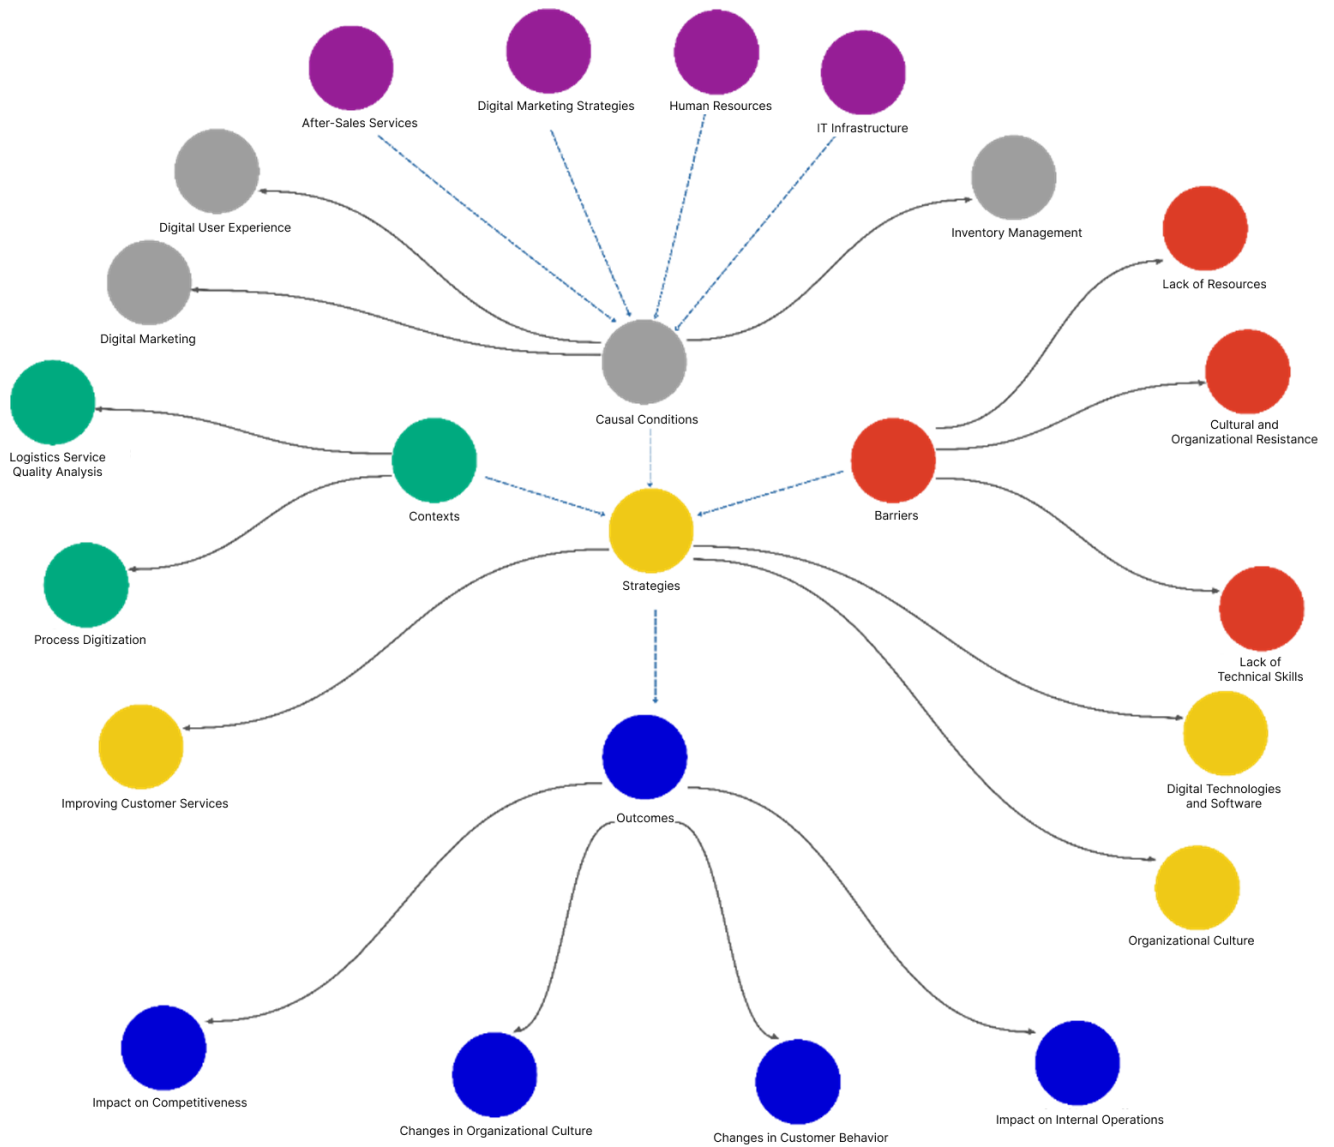 After-Sales Services
Digital Marketing Strategies
Human Resources
IT Infrastructure
Digital User Experience
Inventory Management
Lack of Resources
Digital Marketing
Causal Conditions
Cultural and
Organizational Resistance
Logistics Service
Quality Analysis
Contexts
Barriers
Strategies
Process Digitization
Lack of
Technical Skills
Improving Customer Services
Digital Technologies
and Software
Outcomes
Organizational Culture
Impact on Competitiveness
Changes in Organizational Culture
Changes in Customer Behavior
Impact on Internal Operations